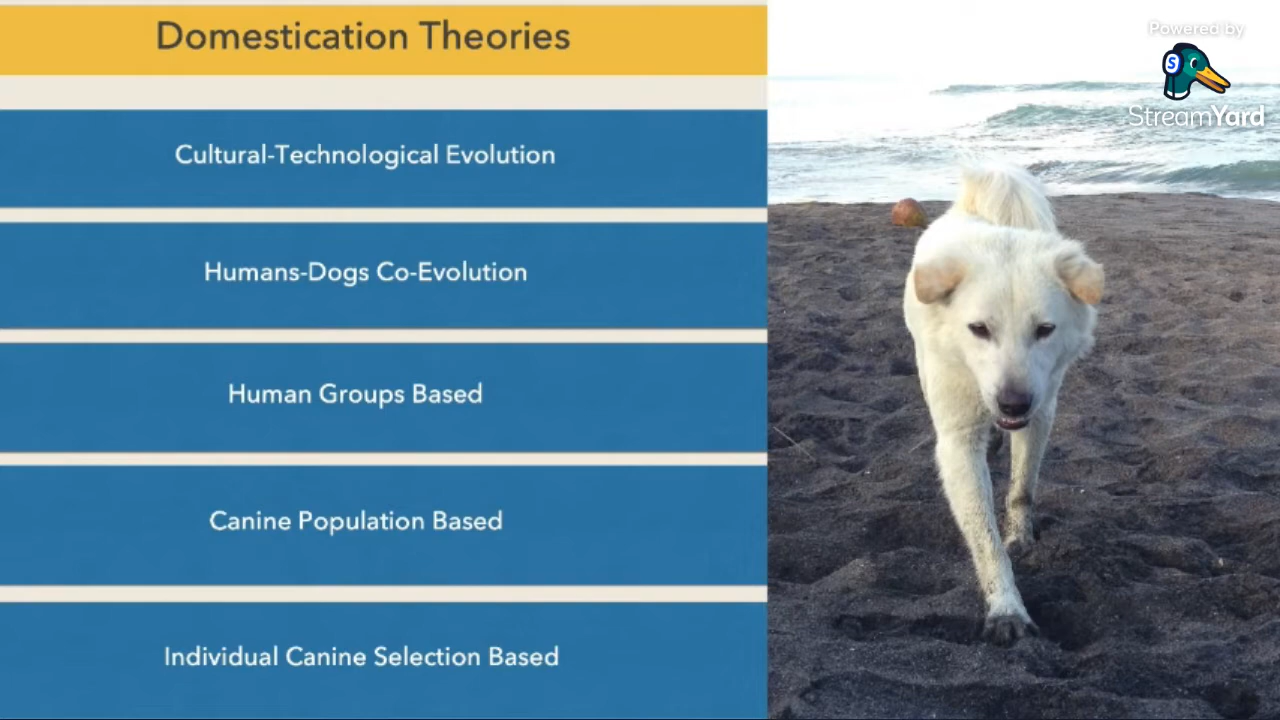 Domestication Theories
Cultural-Technological Evolution
Humans-Dogs Co-Evolution
Human Groups Based
Canine Population Based
Individual Canine Selection Based
Powered by
S
StreamYard